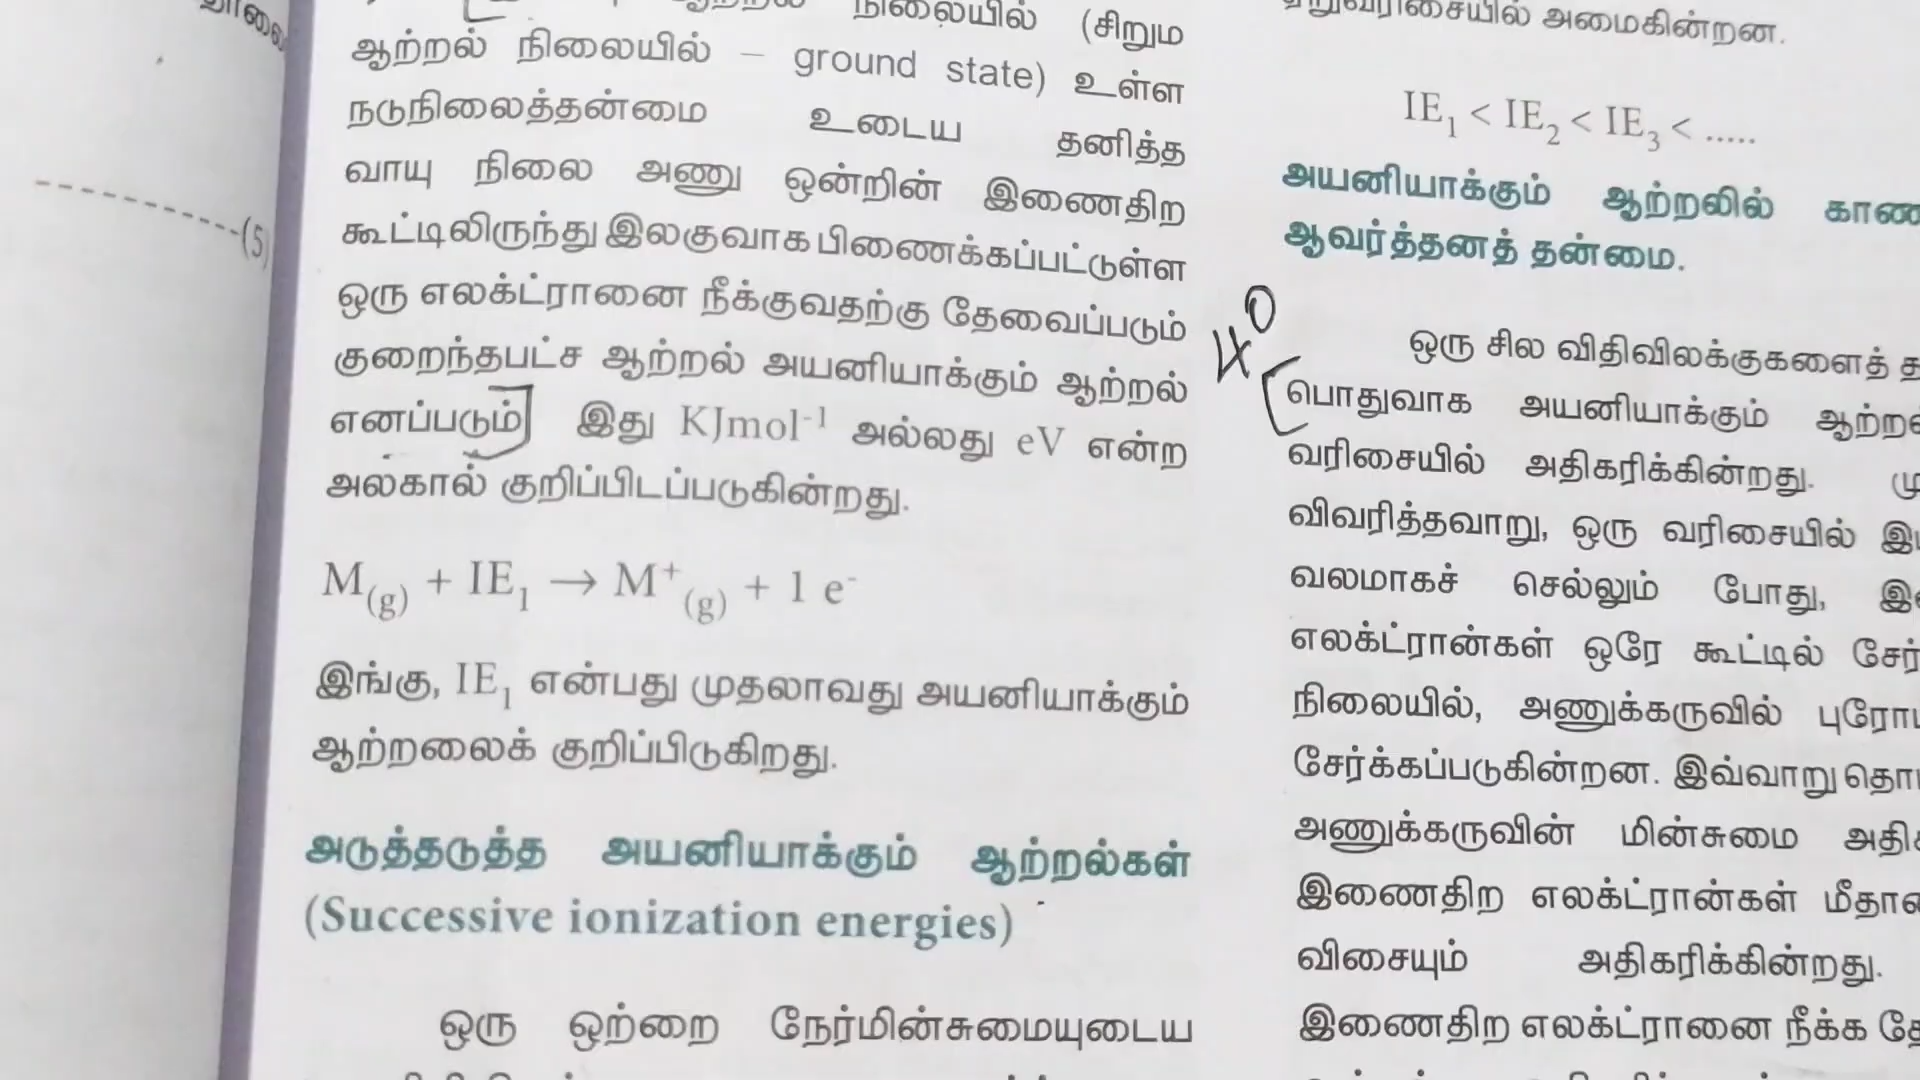 நிலையில் (சிறும
ஆற்றல் நிலையில் – ground state) உள்ள
நடுநிலைத்தன்மை உடைய தனித்த
வாயு நிலை அணு ஒன்றின் இணைதிற
கூட்டிலிருந்து இலகுவாக பிணைக்கப்பட்டுள்ள
ஒரு எலக்ட்ரானை நீக்குவதற்கு தேவைப்படும்
குறைந்தபட்ச ஆற்றல் அயனியாக்கும் ஆற்றல்
எனப்படும் இது KJmol⁻¹ அல்லது eV என்ற
அலகால் குறிப்பிடப்படுகின்றது.
M(g) + IE₁ → M⁺(g) + 1 e⁻
இங்கு, IE₁ என்பது முதலாவது அயனியாக்கும்
ஆற்றலைக் குறிப்பிடுகிறது.
அடுத்தடுத்த அயனியாக்கும் ஆற்றல்கள்
(Successive ionization energies)
ஒரு ஒற்றை நேர்மின்சுமையுடைய
(5)
அமைகின்றன.
IE₁ < IE₂ < IE₃ < .....
அயனியாக்கும் ஆற்றலில்
ஆவர்த்தனத் தன்மை.
ஒரு சில விதிவிலக்குகளைத்
பொதுவாக அயனியாக்கும்
வரிசையில் அதிகரிக்கின்றது.
விவரித்தவாறு, ஒரு வரிசையில்
வலமாகச் செல்லும் போது,
எலக்ட்ரான்கள் ஒரே கூட்டில்
நிலையில், அணுக்கருவில்
சேர்க்கப்படுகின்றன. இவ்வாறு
அணுக்கருவின் மின்சுமை
இணைதிற எலக்ட்ரான்கள்
விசையும் அதிகரிக்கின்றது.
இணைதிற எலக்ட்ரானை நீக்க